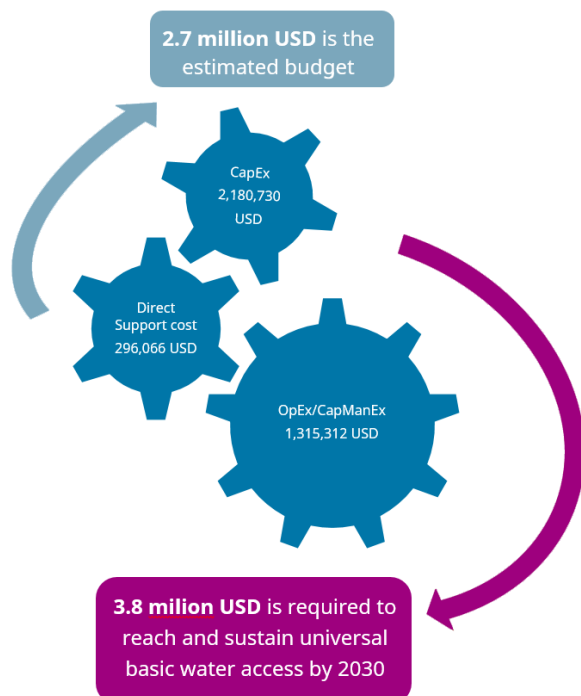 2.7 million USD is the
estimated budget
CapEx
2,180,730
USD
Direct
Support cost
296,066 USD
OpEx/CapManEx
1,315,312 USD
3.8 milion USD is required to
reach and sustain universal
basic water access by 2030